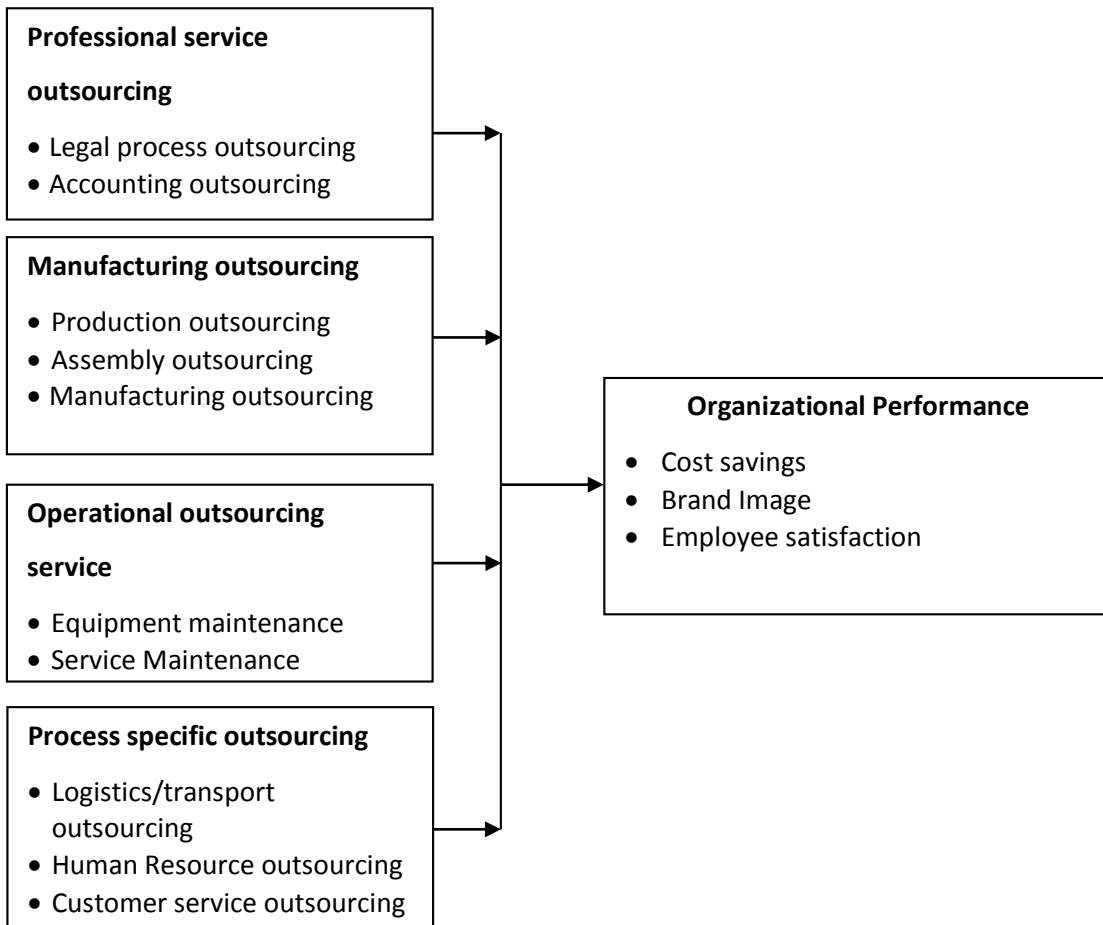 Professional service
outsourcing
• Legal process outsourcing
• Accounting outsourcing
Manufacturing outsourcing
• Production outsourcing
• Assembly outsourcing
• Manufacturing outsourcing
Operational outsourcing
service
• Equipment maintenance
• Service Maintenance
Process specific outsourcing
• Logistics/transport
outsourcing
• Human Resource outsourcing
• Customer service outsourcing
Organizational Performance
• Cost savings
• Brand Image
• Employee satisfaction